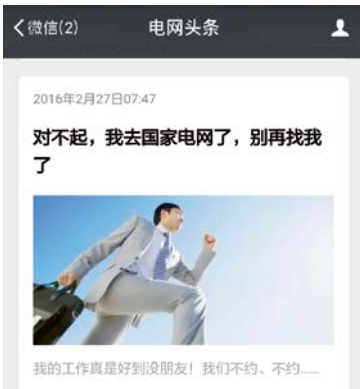 微信(2)
电网头条
2016年2月27日07:47
对不起，我去国家电网了，别再找我
了
我的工作真是好到没朋友！我们不约、不约......